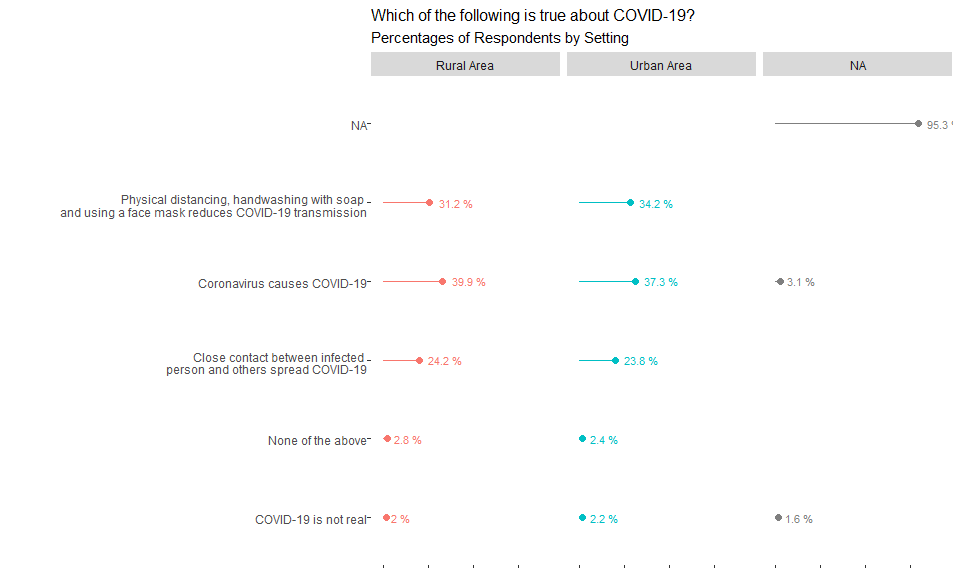 Which of the following is true about COVID-19?
Percentages of Respondents by Setting
Rural Area Urban Area NA
NA 95.3 %
Physical distancing, handwashing with soap
and using a face mask reduces COVID-19 transmission
31.2 % 34.2 %
Coronavirus causes COVID-19 39.9 % 37.3 % 3.1 %
Close contact between infected
person and others spread COVID-19
24.2 % 23.8 %
None of the above 2.8 % 2.4 %
COVID-19 is not real 2 % 2.2 % 1.6 %